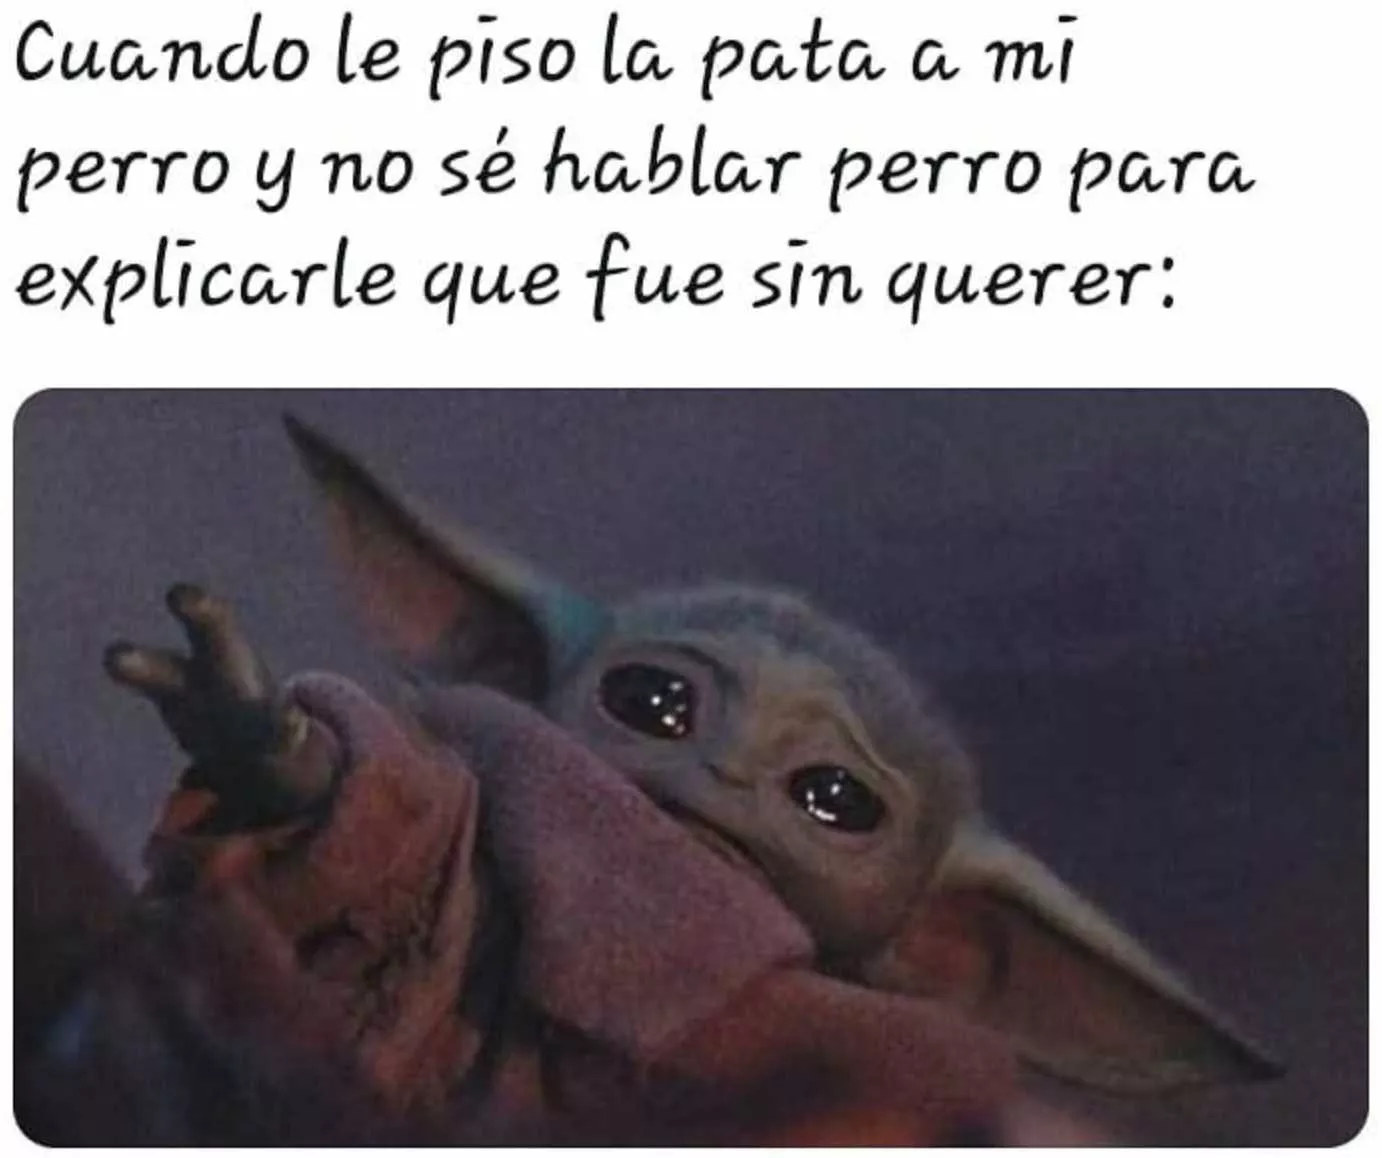 Cuando le piso la pata a mi
perro y no sé hablar perro para
explicarle que fue sin querer: